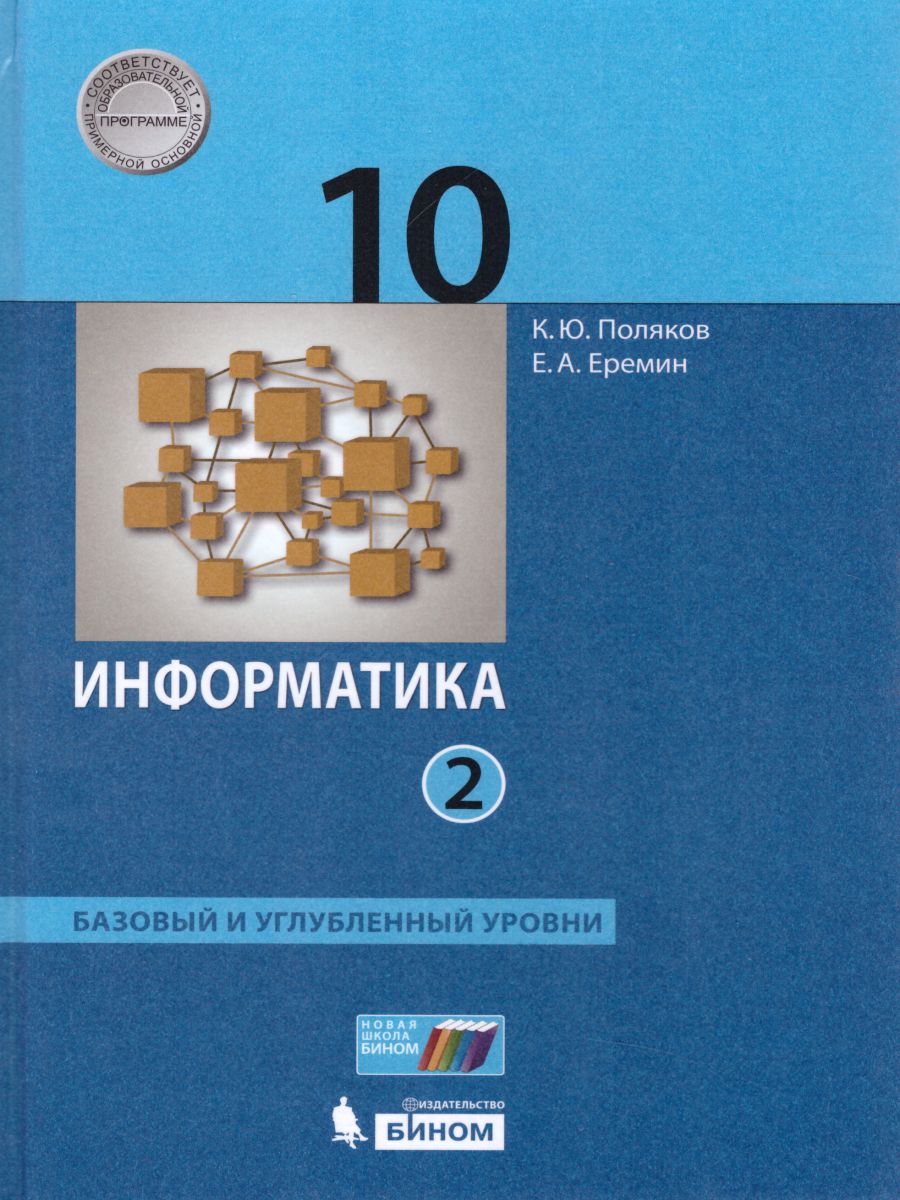 СООТВЕТСТВУЕТ
ПРИМЕРНОЙ ОСНОВНОЙ
ОБРАЗОВАТЕЛЬНОЙ
ПРОГРАММЕ
10
К. Ю. Поляков
Е. А. Еремин
ИНФОРМАТИКА
2
БАЗОВЫЙ И УГЛУБЛЕННЫЙ УРОВНИ
НОВАЯ
ШКОЛА
БИНОМ
ИЗДАТЕЛЬСТВО
БИНОМ